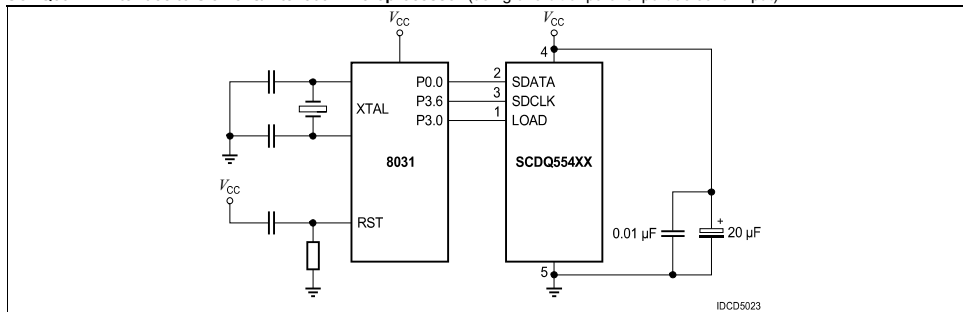 V_CC
V_CC
4
P0.0
2
SDATA
XTAL
P3.6
3
SDCLK
P3.0
1
LOAD
8031
SCDQ554XX
V_CC
RST
+
0.01 µF
20 µF
5
IDCD5023